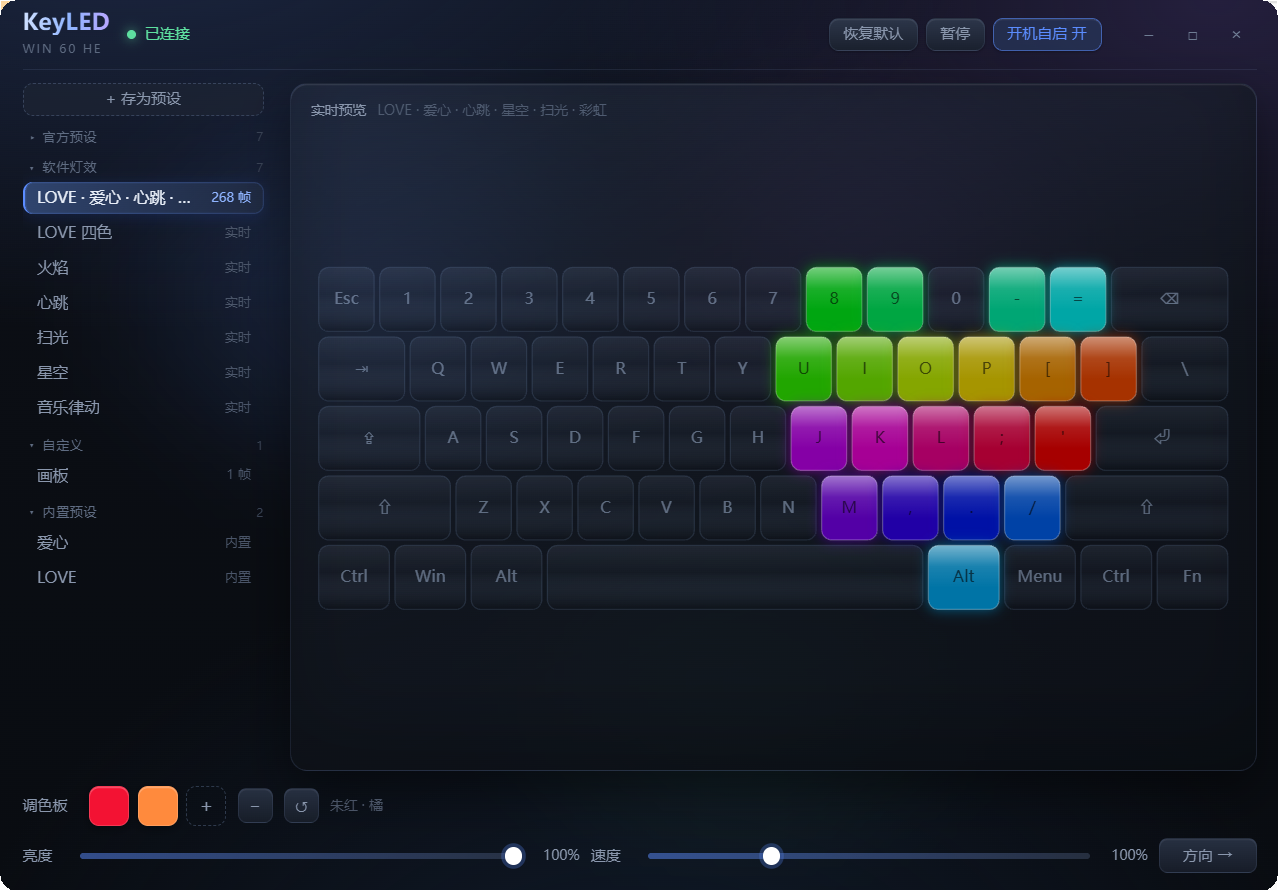 KeyLED
WIN 60 HE
已连接
恢复默认 暂停 开机自启 开
+ 存为预设
官方预设 7
软件灯效 7
LOVE · 爱心 · 心跳 · ... 268 帧
LOVE 四色 实时
火焰 实时
心跳 实时
扫光 实时
星空 实时
音乐律动 实时
自定义 1
画板 1 帧
内置预设 2
爱心 内置
LOVE 内置
实时预览 LOVE · 爱心 · 心跳 · 星空 · 扫光 · 彩虹
Esc 1 2 3 4 5 6 7 8 9 0 - = ⌫
⇥ Q W E R T Y U I O P [ ] \
⇪ A S D F G H J K L ; ' ⏎
⇧ Z X C V B N M , . / ⇧
Ctrl Win Alt Alt Menu Ctrl Fn
调色板 + − ↺ 朱红 · 橘
亮度 100% 速度 100% 方向 →